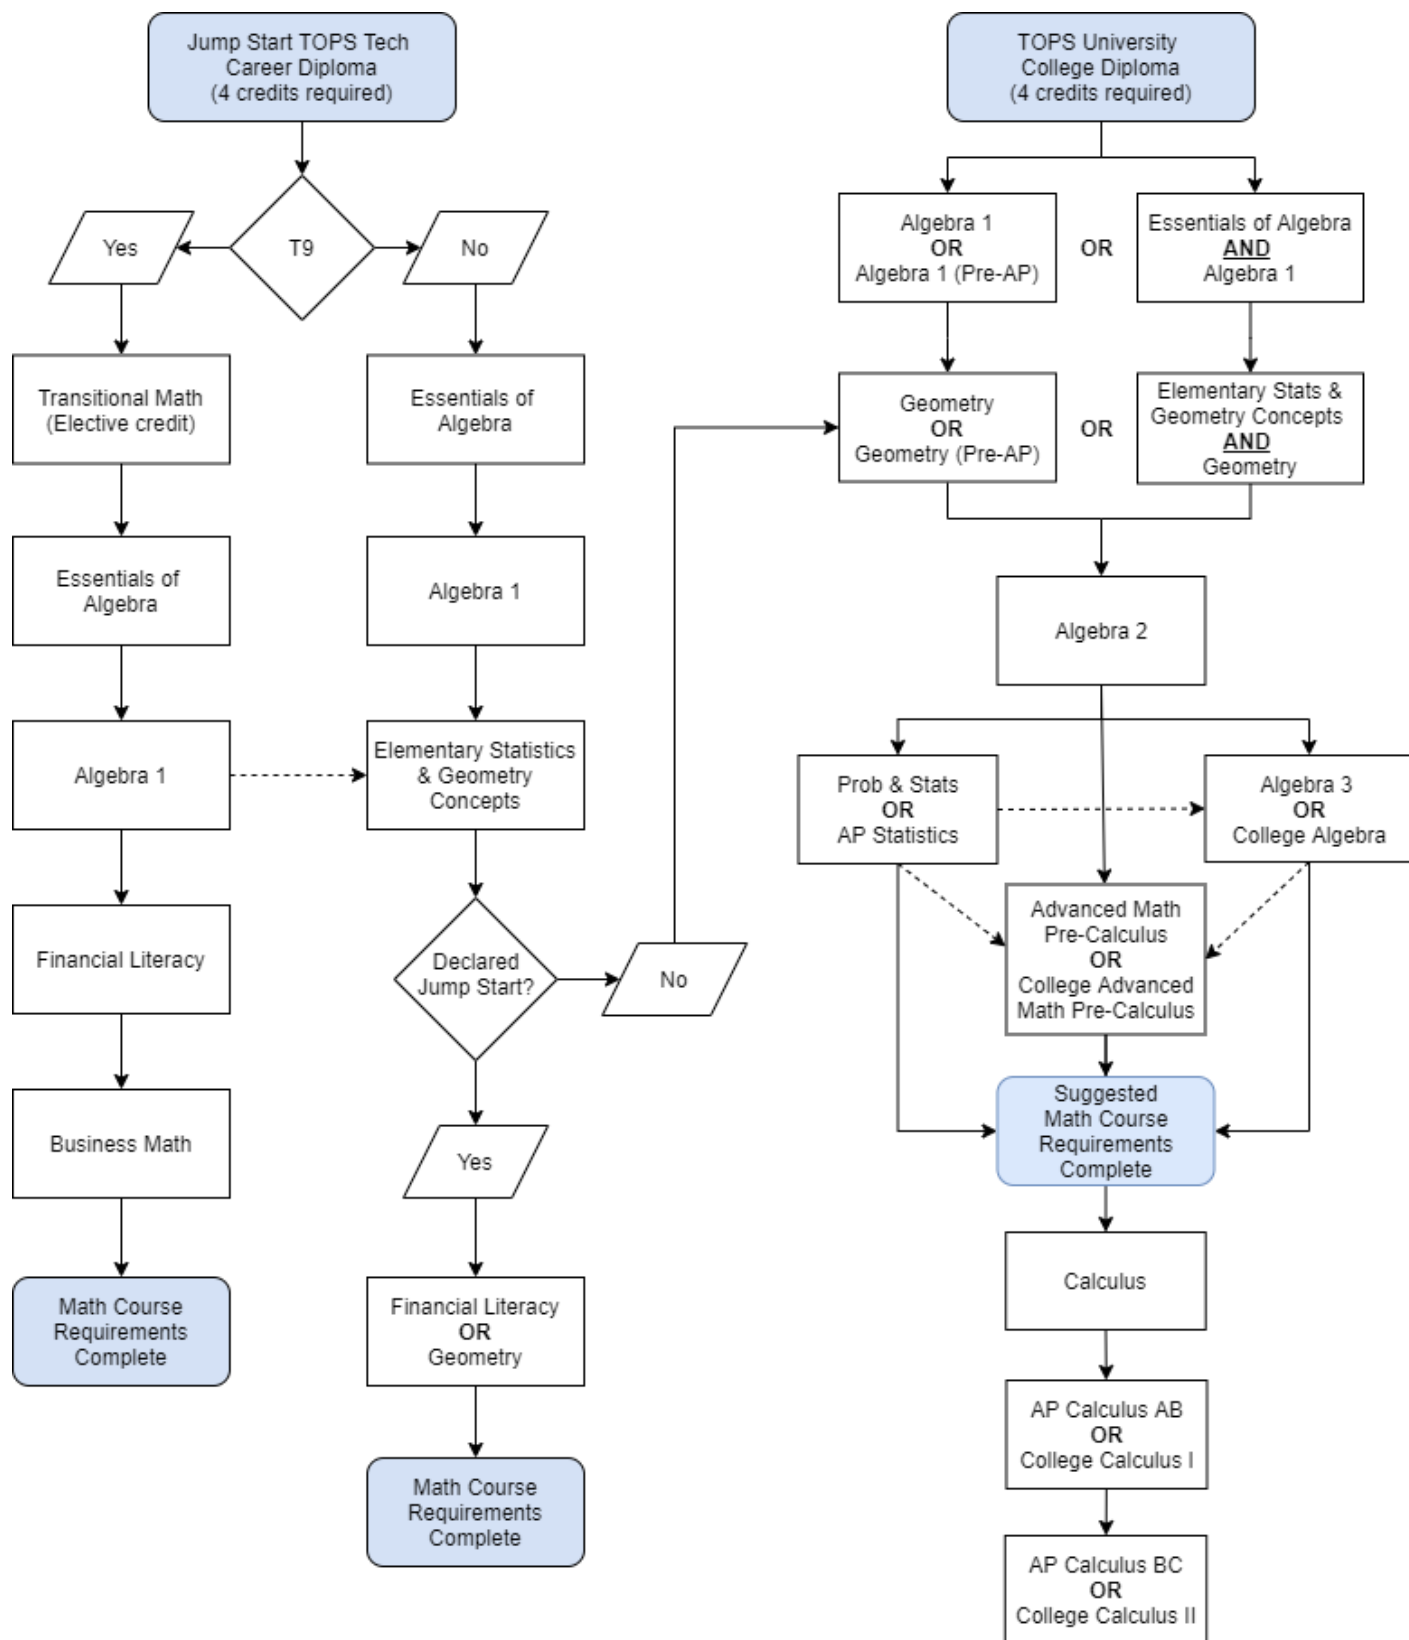 Jump Start TOPS Tech
Career Diploma
(4 credits required)
T9
Yes
No
Transitional Math
(Elective credit)
Essentials of
Algebra
Algebra 1
Financial Literacy
Business Math
Math Course
Requirements
Complete
Essentials of
Algebra
Algebra 1
Elementary Statistics
& Geometry
Concepts
Declared
Jump Start?
No
Yes
Financial Literacy
OR
Geometry
Math Course
Requirements
Complete
TOPS University
College Diploma
(4 credits required)
Algebra 1
OR
Algebra 1 (Pre-AP)
OR
Essentials of Algebra
AND
Algebra 1
Geometry
OR
Geometry (Pre-AP)
OR
Elementary Stats &
Geometry Concepts
AND
Geometry
Algebra 2
Prob & Stats
OR
AP Statistics
Algebra 3
OR
College Algebra
Advanced Math
Pre-Calculus
OR
College Advanced
Math Pre-Calculus
Suggested
Math Course
Requirements
Complete
Calculus
AP Calculus AB
OR
College Calculus I
AP Calculus BC
OR
College Calculus II